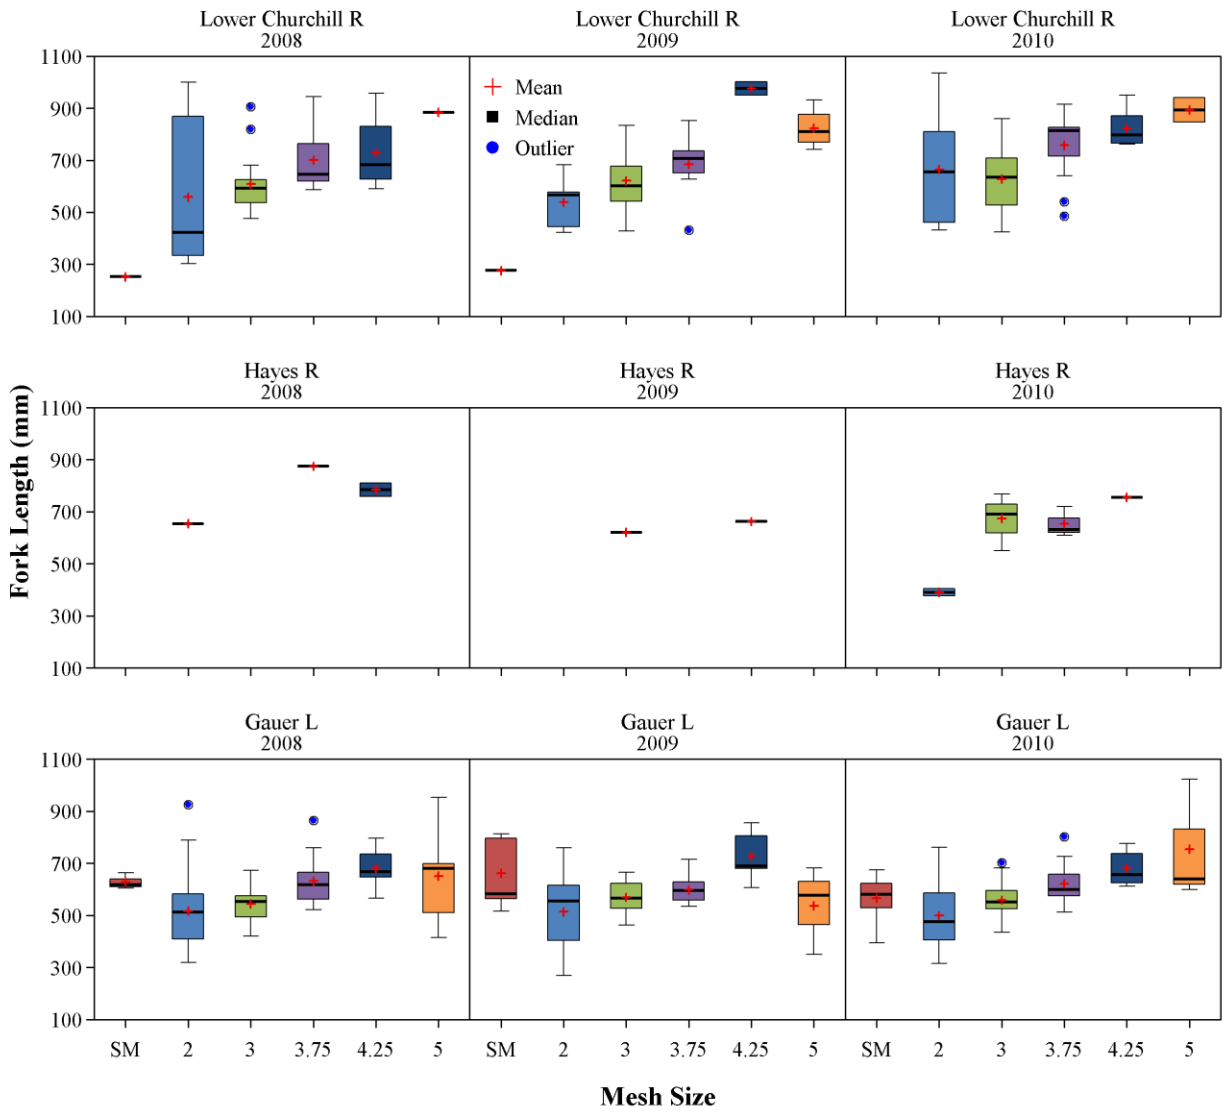 Lower Churchill R
2008
Lower Churchill R
2009
Lower Churchill R
2010
1100
900
700
500
300
100
Mean
Median
Outlier
Hayes R
2008
Hayes R
2009
Hayes R
2010
1100
900
700
500
300
100
Fork Length (mm)
Gauer L
2008
Gauer L
2009
Gauer L
2010
1100
900
700
500
300
100
SM 2 3 3.75 4.25 5 SM 2 3 3.75 4.25 5 SM 2 3 3.75 4.25 5
Mesh Size